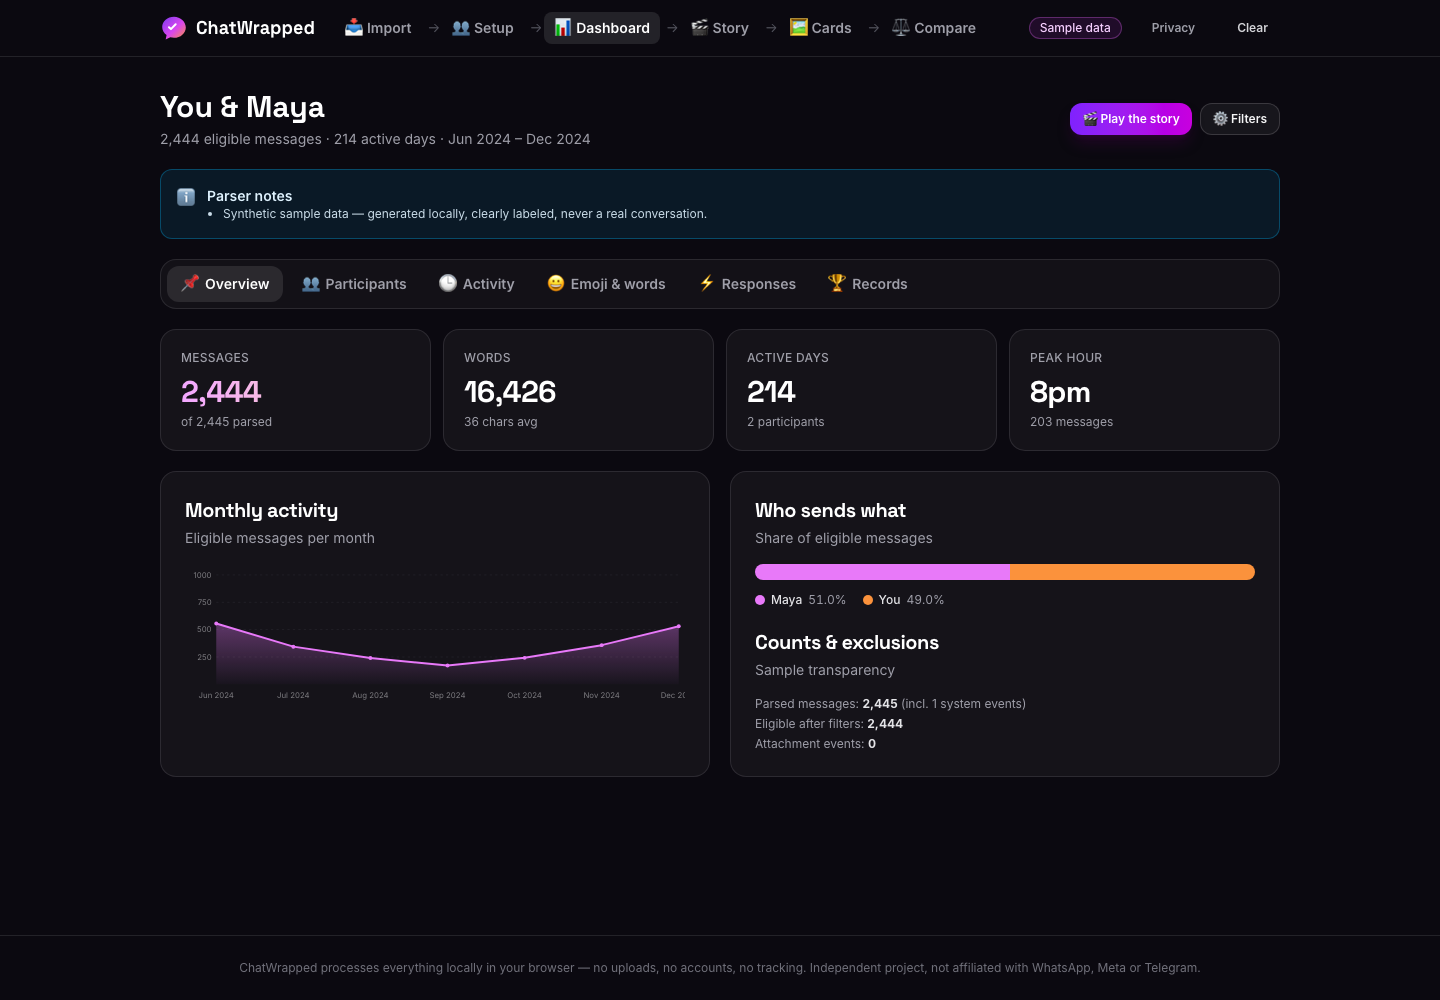 ChatWrapped
Import → Setup → Dashboard → Story → Cards → Compare
Sample data Privacy Clear
You & Maya
2,444 eligible messages · 214 active days · Jun 2024 – Dec 2024
Play the story Filters
Parser notes
• Synthetic sample data — generated locally, clearly labeled, never a real conversation.
Overview Participants Activity Emoji & words Responses Records
MESSAGES
2,444
of 2,445 parsed
WORDS
16,426
36 chars avg
ACTIVE DAYS
214
2 participants
PEAK HOUR
8pm
203 messages
Monthly activity
Eligible messages per month
1000
750
500
250
Jun 2024 Jul 2024 Aug 2024 Sep 2024 Oct 2024 Nov 2024 Dec 20
Who sends what
Share of eligible messages
Maya 51.0% You 49.0%
Counts & exclusions
Sample transparency
Parsed messages: 2,445 (incl. 1 system events)
Eligible after filters: 2,444
Attachment events: 0
ChatWrapped processes everything locally in your browser — no uploads, no accounts, no tracking. Independent project, not affiliated with WhatsApp, Meta or Telegram.